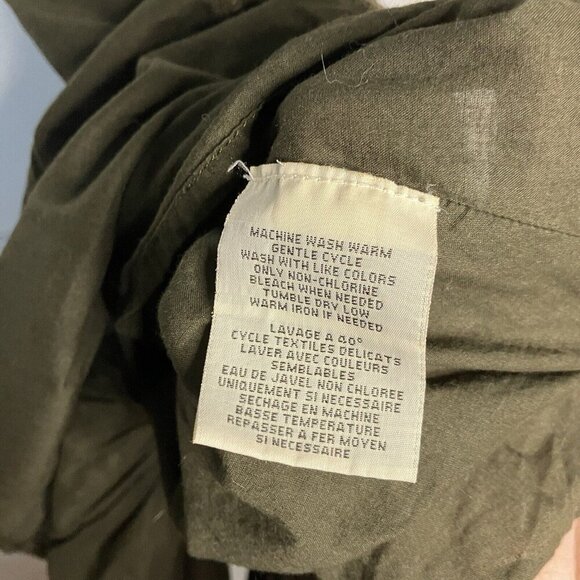 MACHINE WASH WARM
GENTLE CYCLE
WASH WITH LIKE COLORS
ONLY NON-CHLORINE
BLEACH WHEN NEEDED
TUMBLE DRY LOW
WARM IRON IF NEEDED
LAVAGE A 40°
CYCLE TEXTILES DELICATS
LAVER AVEC COULEURS
SEMBLABLES
EAU DE JAVEL NON CHLOREE
UNIQUEMENT SI NECESSAIRE
SECHAGE EN MACHINE
BASSE TEMPERATURE
REPASSER A FER MOYEN
SI NECESSAIRE